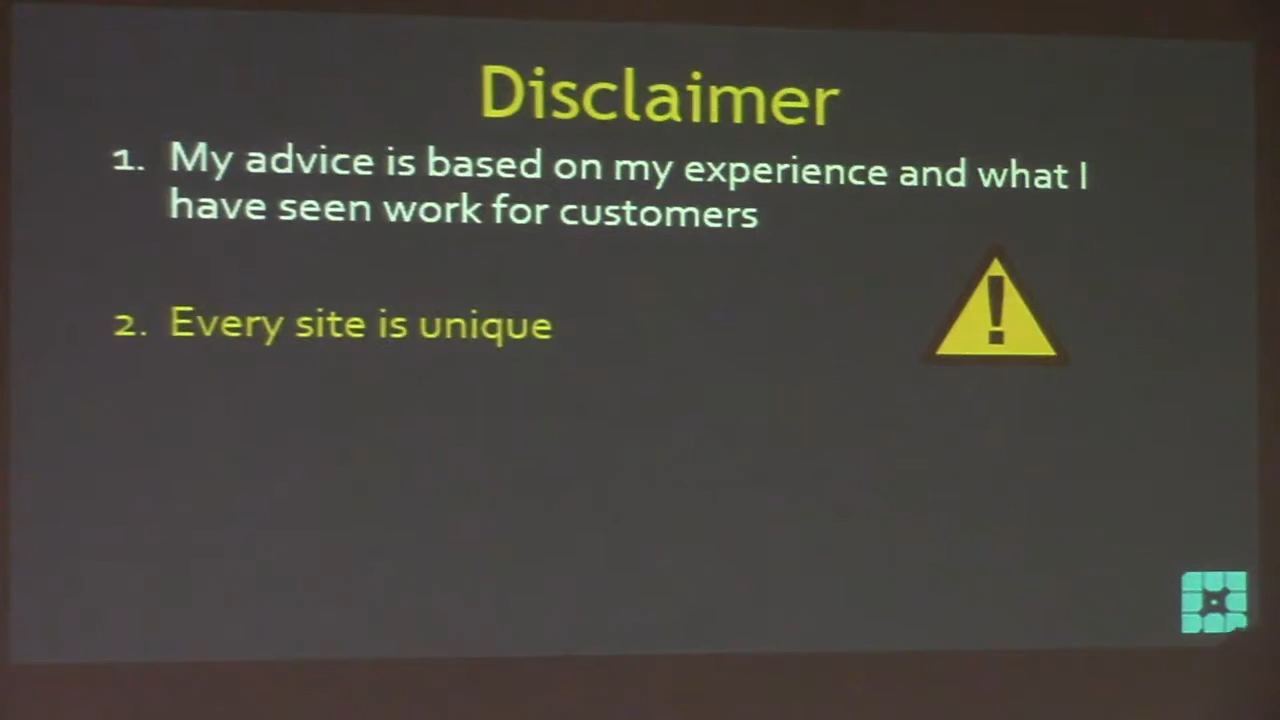 Disclaimer
1. My advice is based on my experience and what I
have seen work for customers
2. Every site is unique